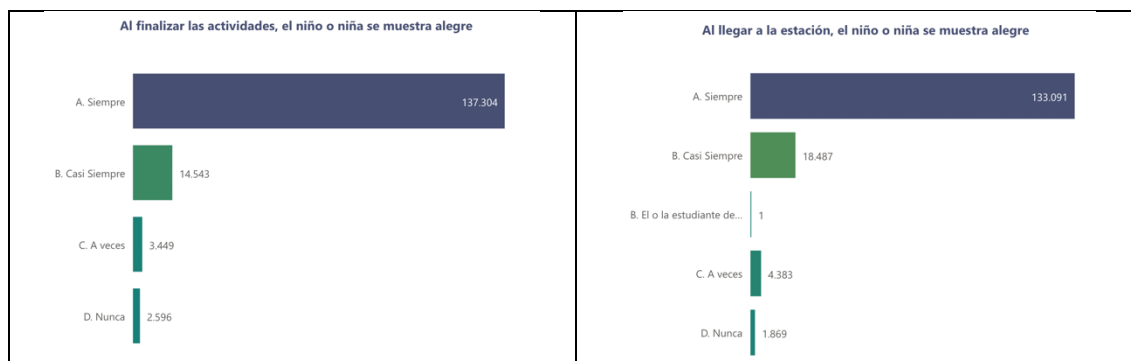 Al finalizar las actividades, el niño o niña se muestra alegre
A. Siempre
137.304
B. Casi Siempre
14.543
C. A veces
3.449
D. Nunca
2.596
Al llegar a la estación, el niño o niña se muestra alegre
A. Siempre
133.091
B. Casi Siempre
18.487
B. El o la estudiante de...
1
C. A veces
4.383
D. Nunca
1.869